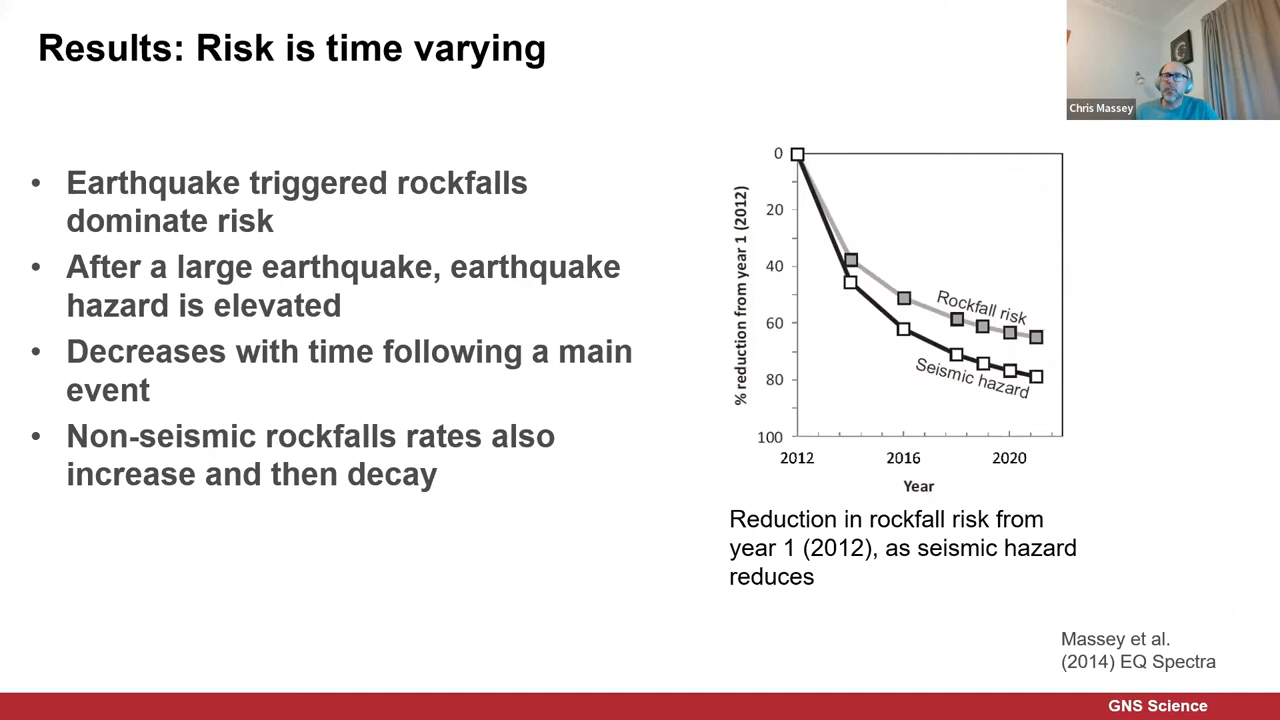 Results: Risk is time varying
Chris Massey
• Earthquake triggered rockfalls
dominate risk
• After a large earthquake, earthquake
hazard is elevated
• Decreases with time following a main
event
• Non-seismic rockfalls rates also
increase and then decay
% reduction from year 1 (2012)
0
20
40
60
80
100
Rockfall risk
Seismic hazard
2012 2016 2020
Year
Reduction in rockfall risk from
year 1 (2012), as seismic hazard
reduces
Massey et al.
(2014) EQ Spectra
GNS Science